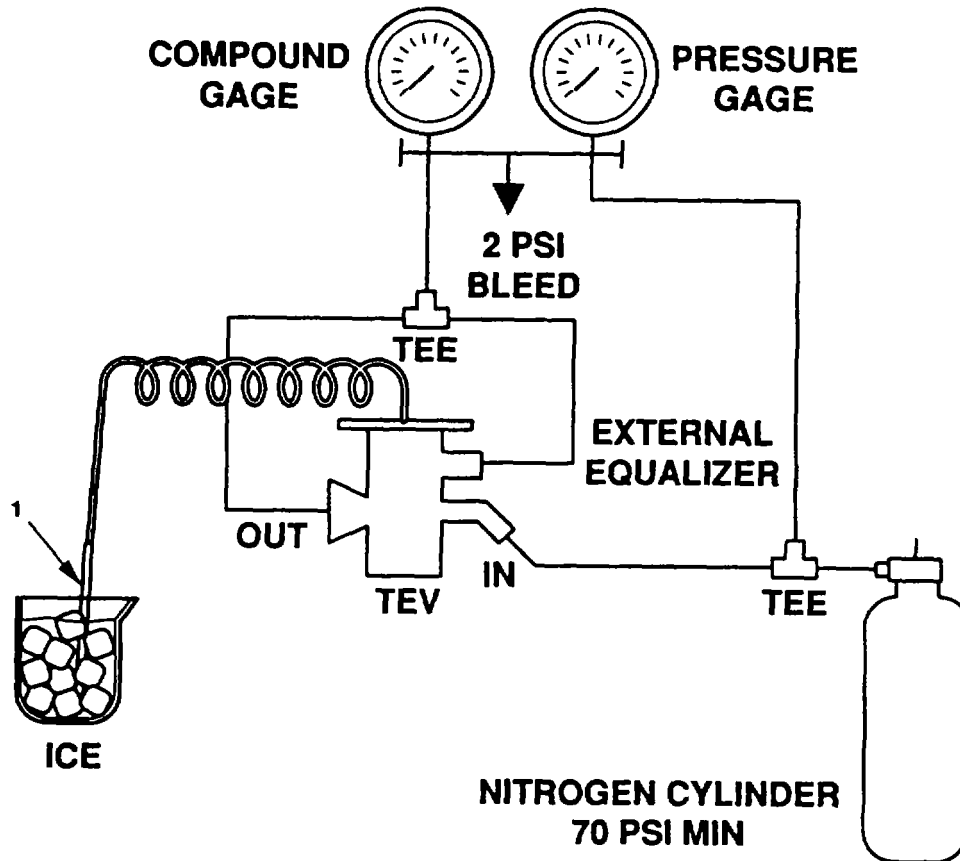 COMPOUND
GAGE
PRESSURE
GAGE
2 PSI
BLEED
TEE
EXTERNAL
EQUALIZER
1
OUT
IN
TEV
TEE
ICE
NITROGEN CYLINDER
70 PSI MIN